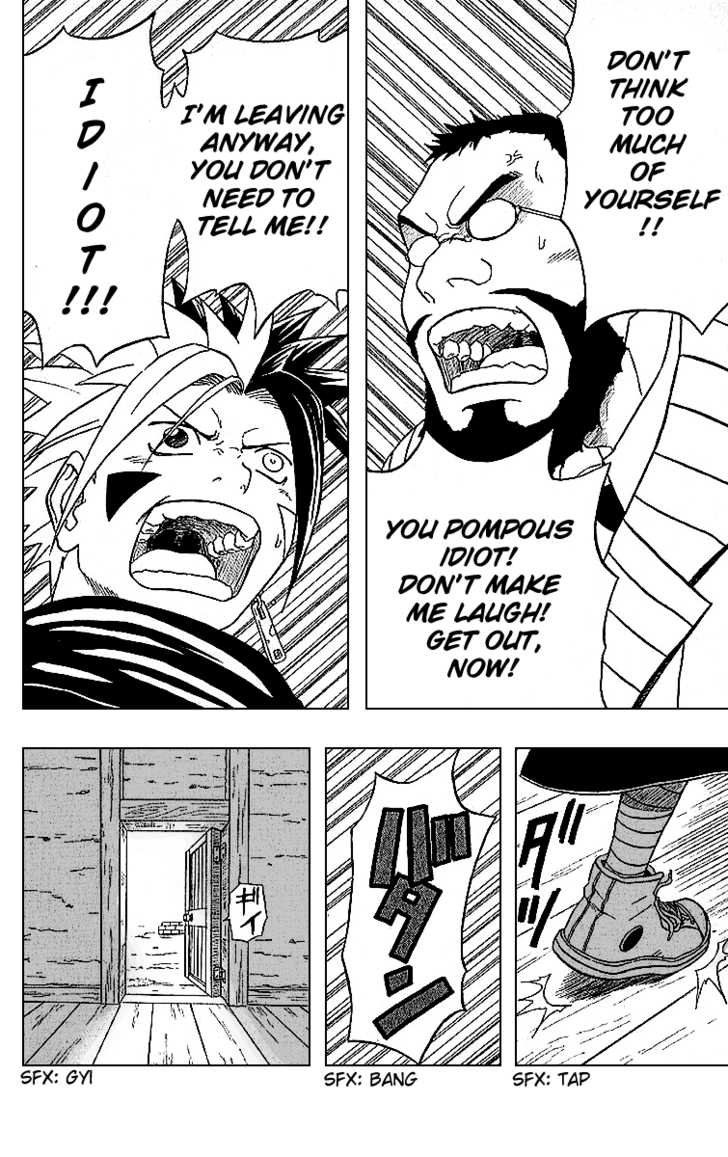 DON'T
THINK
TOO
MUCH
OF
YOURSELF
!!
YOU POMPOUS
IDIOT!
DON'T MAKE
ME LAUGH!
GET OUT,
NOW!
I'M LEAVING
ANYWAY,
YOU DON'T
NEED TO
TELL ME!!
IDIOT!!!
ダッ
SFX: TAP
バタン
SFX: BANG
ギイ
SFX: GYI